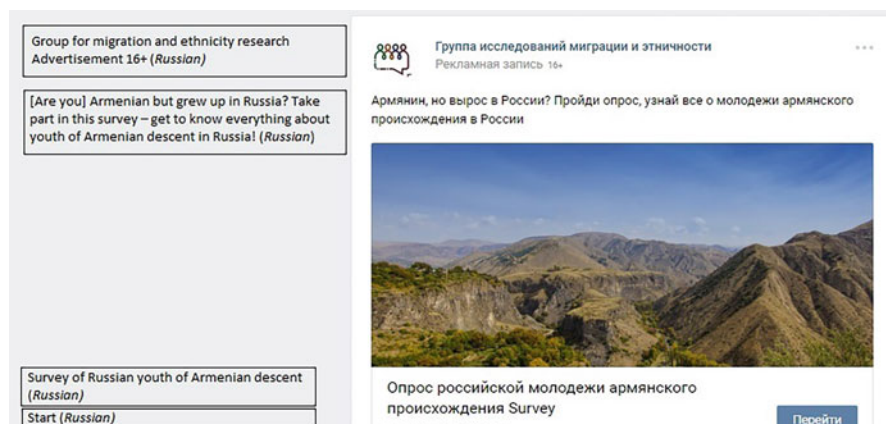 Group for migration and ethnicity research
Advertisement 16+ (Russian)
[Are you] Armenian but grew up in Russia? Take
part in this survey – get to know everything about
youth of Armenian descent in Russia! (Russian)
Survey of Russian youth of Armenian descent
(Russian)
Start (Russian)
Группа исследований миграции и этничности
Рекламная запись 16+
Армянин, но вырос в России? Пройди опрос, узнай все о молодежи армянского
происхождения в России
Опрос российской молодежи армянского
происхождения Survey
Перейти